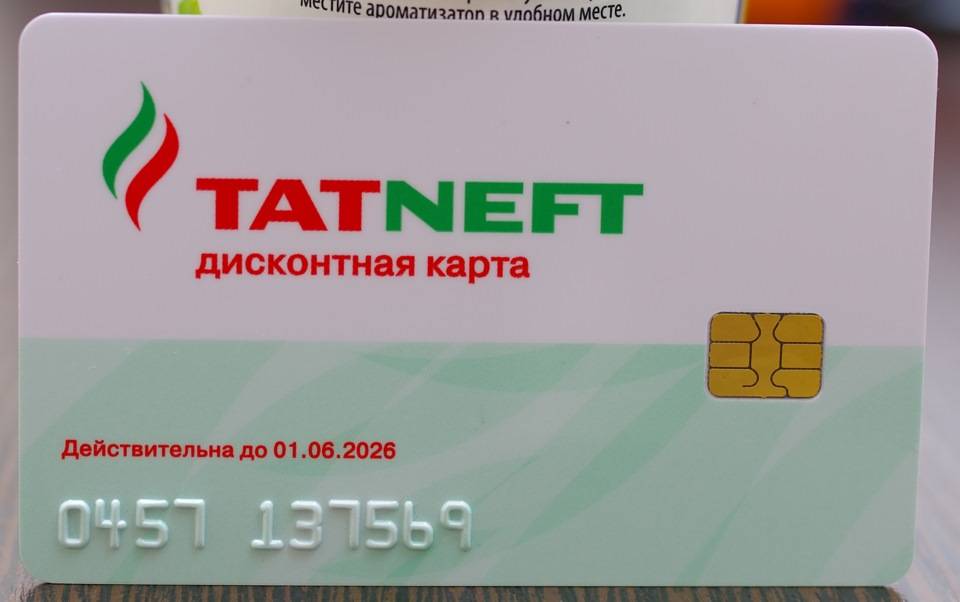 местите ароматизатор в удобном месте.
TATNEFT
дисконтная карта
Действительна до 01.06.2026
0457 137569